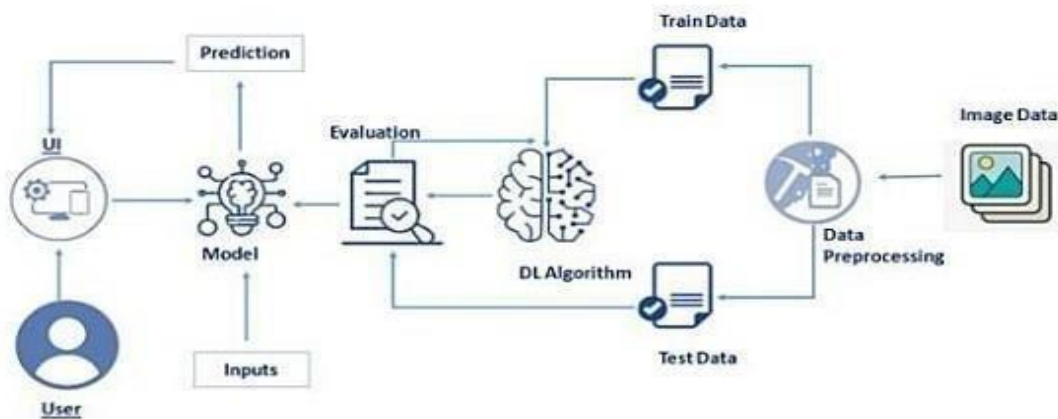 Train Data
Prediction
Image Data
Evaluation
UI
Model
DL Algorithm
Data
Preprocessing
Inputs
Test Data
User